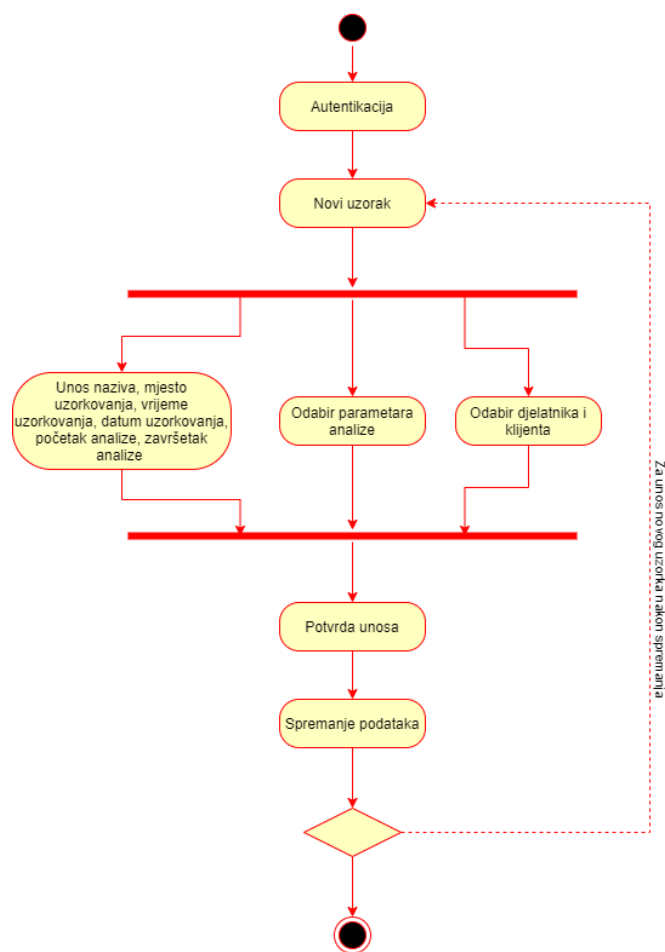 Autentikacija
Novi uzorak
Unos naziva, mjesto
uzorkovanja, vrijeme
uzorkovanja, datum uzorkovanja,
početak analize, završetak
analize
Odabir parametara
analize
Odabir djelatnika i
klijenta
Za unos novog uzorka nakon spremanja
Potvrda unosa
Spremanje podataka